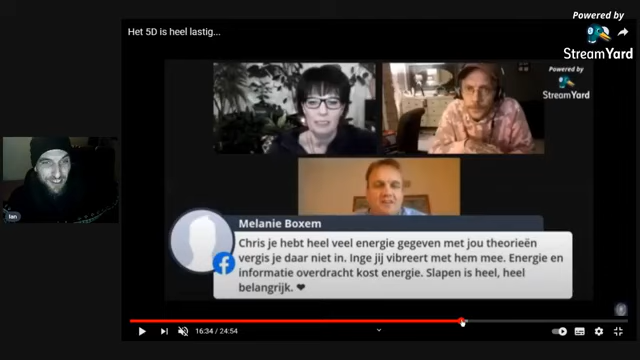 Powered by
StreamYard
Het 5D is heel lastig...
Powered by
StreamYard
Ian
Melanie Boxem
Chris je hebt heel veel energie gegeven met jou theorieën
vergis je daar niet in. Inge jij vibreert met hem mee. Energie en
informatie overdracht kost energie. Slapen is heel, heel
belangrijk. ❤
16:34 / 24:54